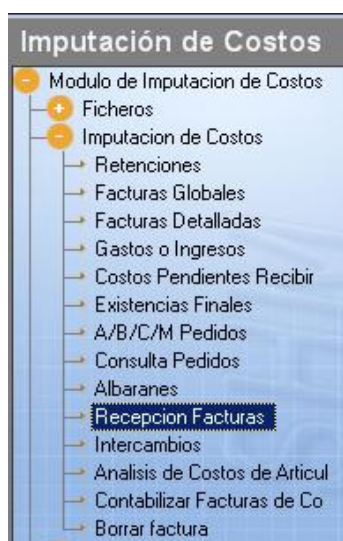 Imputación de Costos
Modulo de Imputacion de Costos
Ficheros
Imputacion de Costos
Retenciones
Facturas Globales
Facturas Detalladas
Gastos o Ingresos
Costos Pendientes Recibir
Existencias Finales
A/B/C/M Pedidos
Consulta Pedidos
Albaranes
Recepcion Facturas
Intercambios
Analisis de Costos de Articul
Contabilizar Facturas de Co
Borrar factura